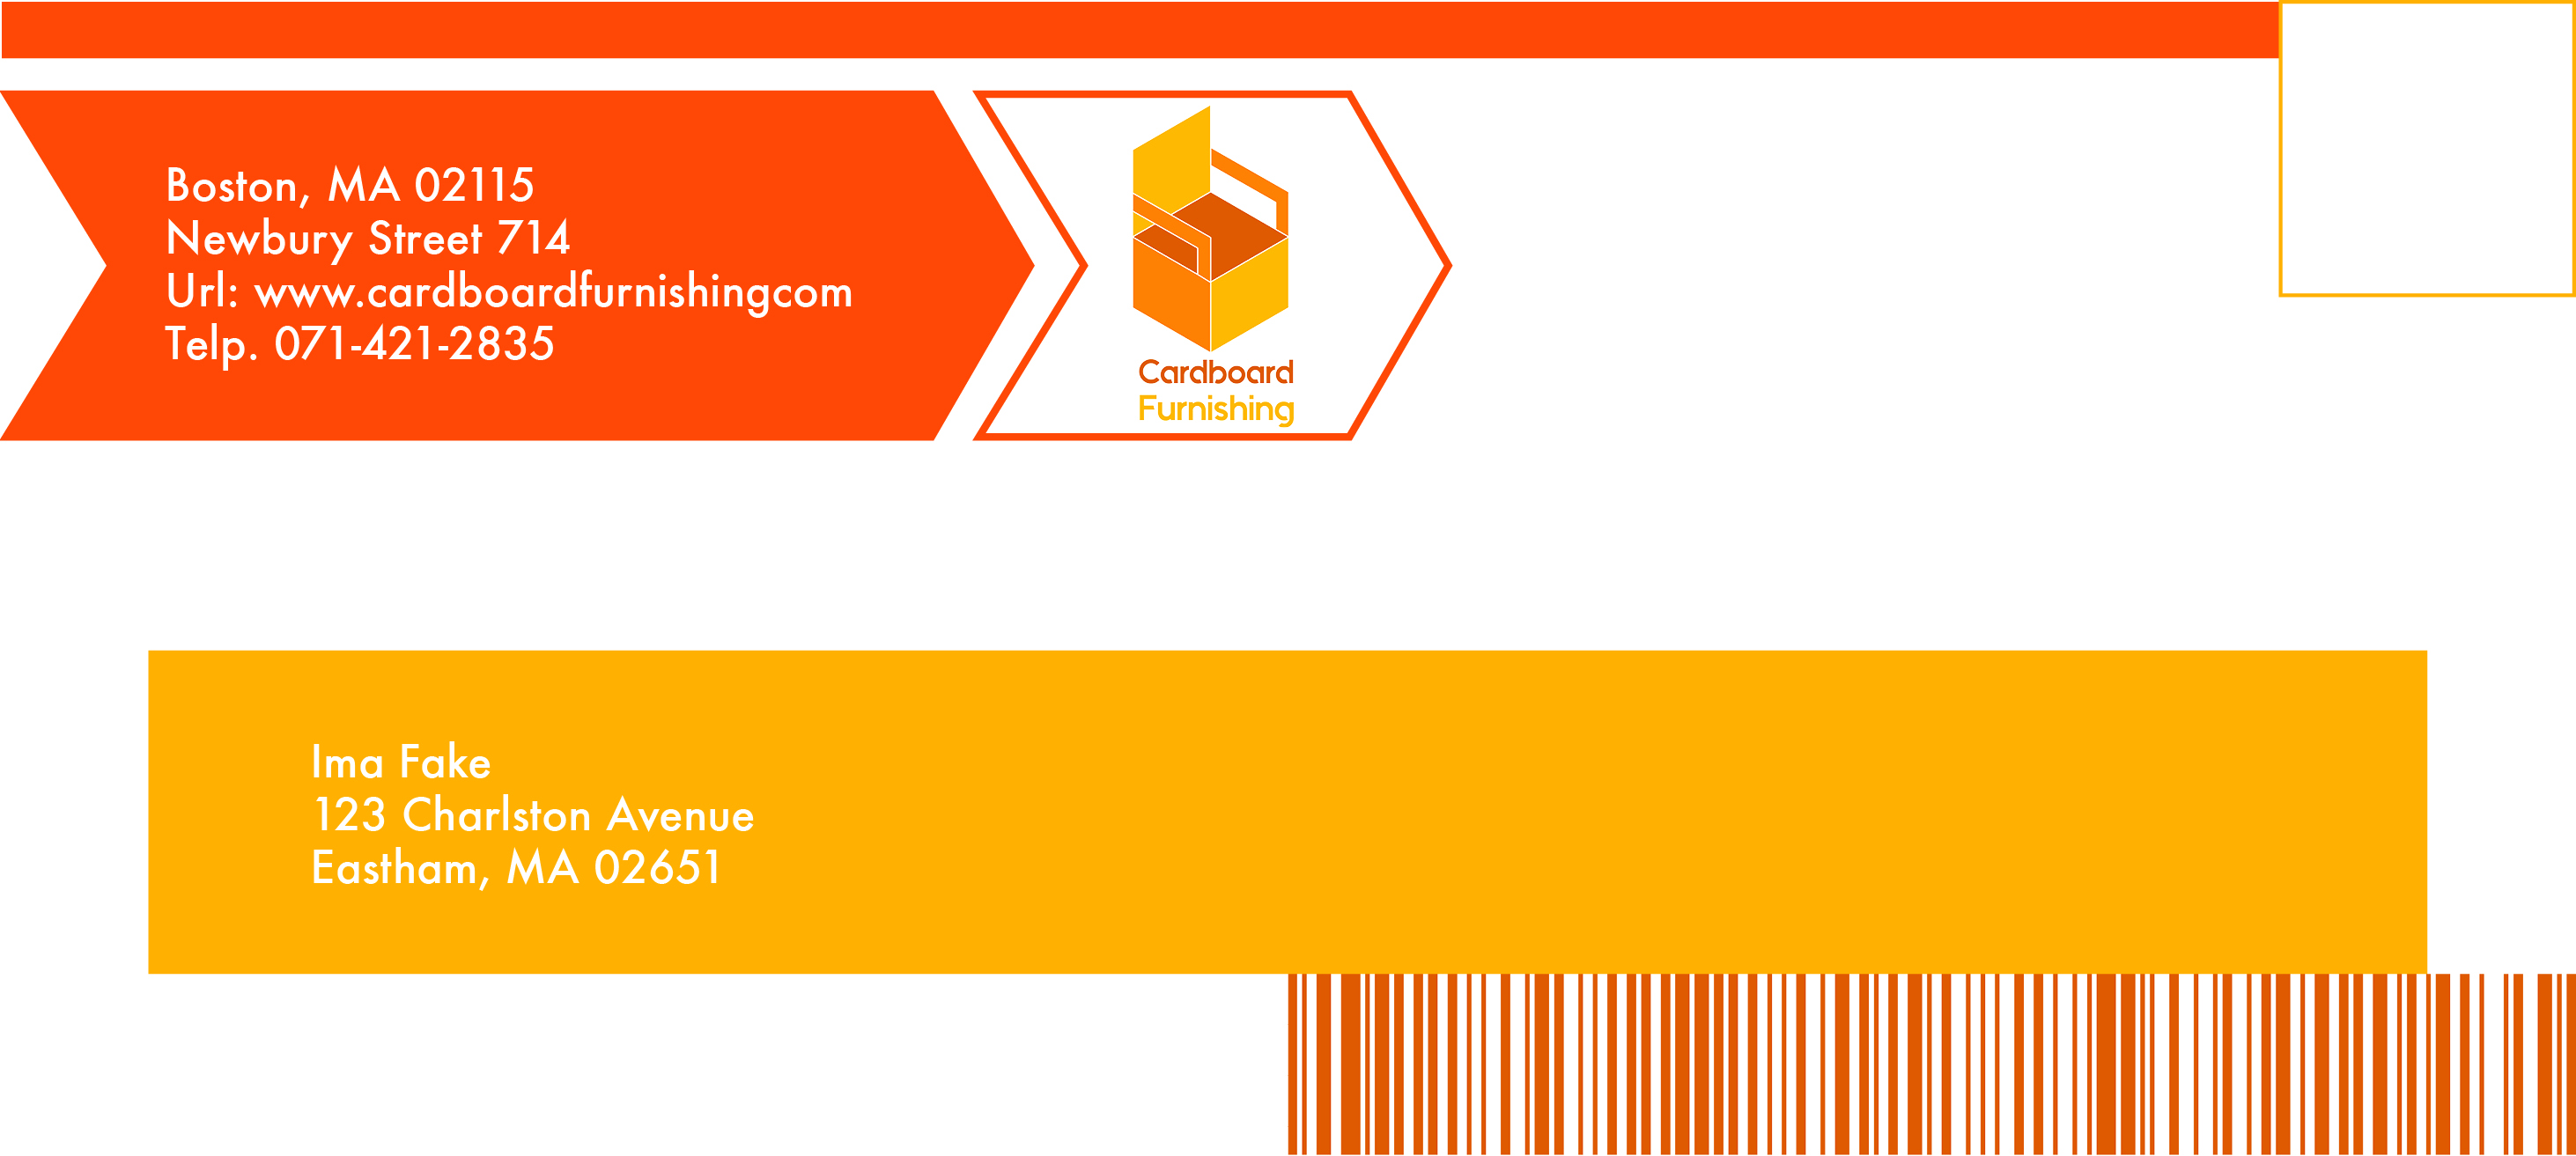 Boston, MA 02115
Newbury Street 714
Url: www.cardboardfurnishingcom
Telp. 071-421-2835
Cardboard
Furnishing
Ima Fake
123 Charlston Avenue
Eastham, MA 02651